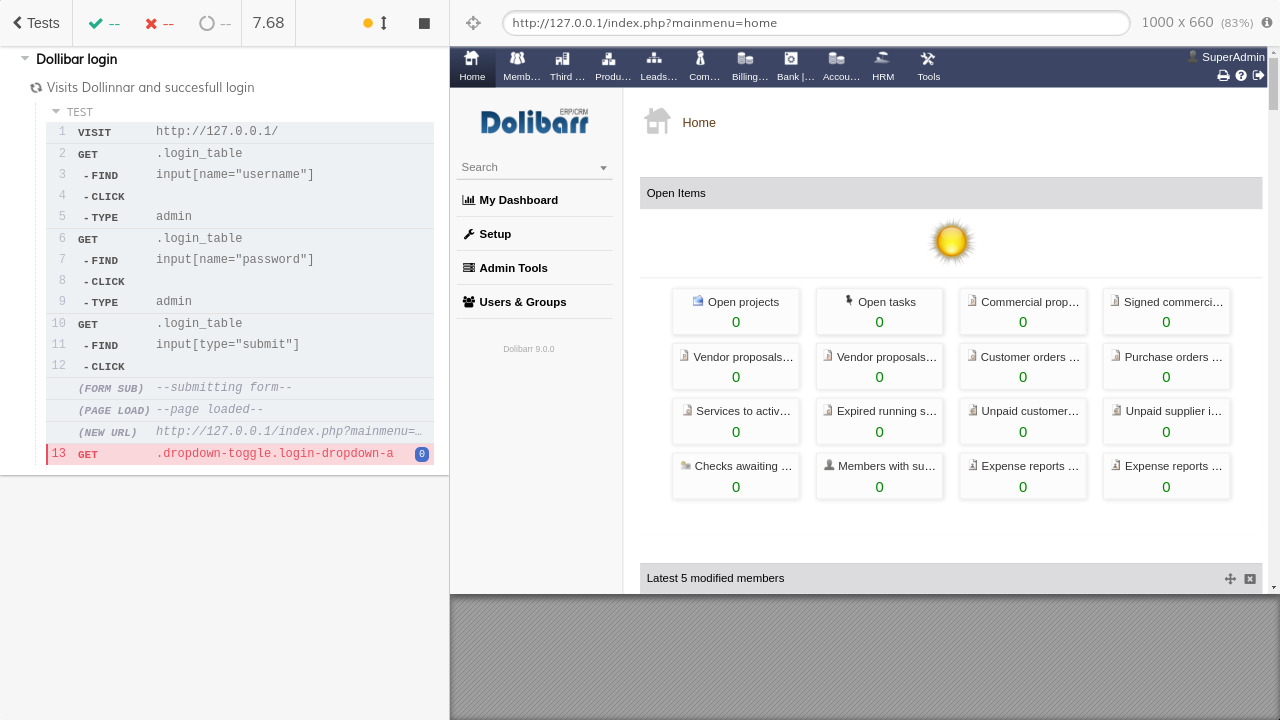 Tests
--
--
--
7.68
http://127.0.0.1/index.php?mainmenu=home
1000 x 660 (83%)
Dollibar login
Visits Dollinnar and succesfull login
TEST
1 VISIT http://127.0.0.1/
2 GET .login_table
3 - FIND input[name="username"]
4 - CLICK
5 - TYPE admin
6 GET .login_table
7 - FIND input[name="password"]
8 - CLICK
9 - TYPE admin
10 GET .login_table
11 - FIND input[type="submit"]
12 - CLICK
(FORM SUB) --submitting form--
(PAGE LOAD) --page loaded--
(NEW URL) http://127.0.0.1/index.php?mainmenu=…
13 GET .dropdown-toggle.login-dropdown-a 0
Home
Memb…
Third …
Produ…
Leads…
Com…
Billing…
Bank |…
Accou…
HRM
Tools
SuperAdmin
Dolibarr ERP/CRM
Search
My Dashboard
Setup
Admin Tools
Users & Groups
Dolibarr 9.0.0
Home
Open Items
Open projects
0
Open tasks
0
Commercial prop…
0
Signed commerci…
0
Vendor proposals…
0
Vendor proposals…
0
Customer orders …
0
Purchase orders …
0
Services to activ…
0
Expired running s…
0
Unpaid customer…
0
Unpaid supplier i…
0
Checks awaiting …
0
Members with su…
0
Expense reports …
0
Expense reports …
0
Latest 5 modified members